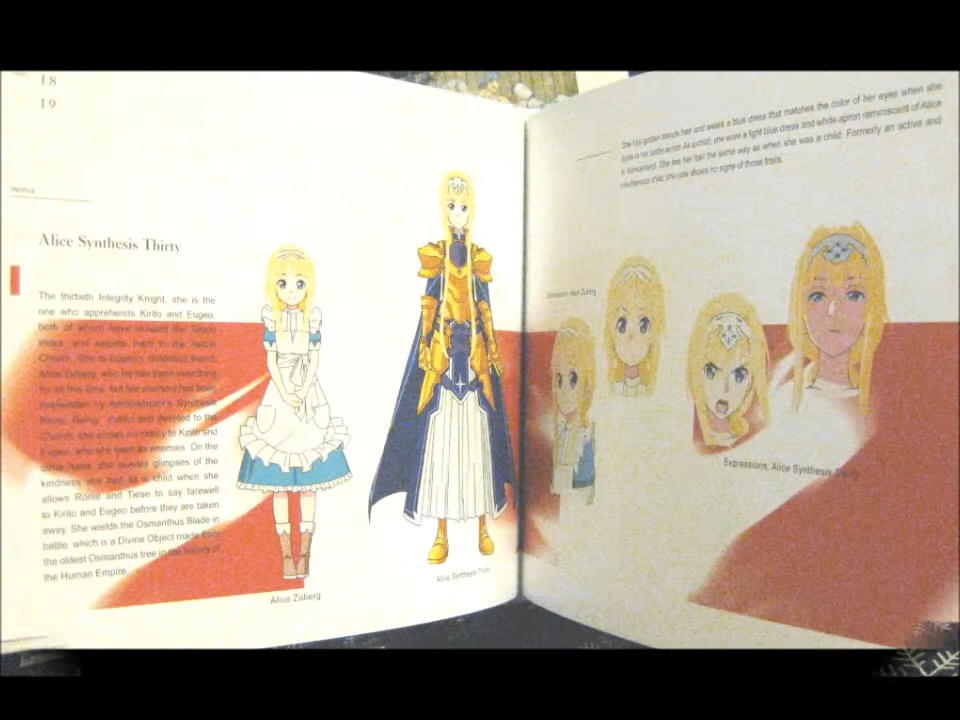 18
19
Alice Synthesis Thirty
The thirtieth Integrity Knight, she is the
one who apprehends Kirito and Eugeo,
both of whom have violated the Taboo
Index, and escorts them to the Axiom
Church. She is Eugeo's childhood friend,
Alice Zuberg, who he has been searching
for all this time, but her memory has been
overwritten by Administrator's Synthesis
Ritual. Being and devoted to the
Church, she shows no mercy to Kirito and
Eugeo, who she sees as enemies. On the
other hand, she reveals glimpses of the
kindness she had as a child when she
allows Ronie and Tiese to say farewell
to Kirito and Eugeo before they are taken
away. She wields the Osmanthus Blade in
battle, which is a Divine Object made from
the oldest Osmanthus tree in the history of
the Human Empire.
Alice Zuberg
Alice Synthesis Thirty
She has golden blonde hair and wears a blue dress that matches the color of her eyes when she
fights in her battle armor. As a child, she wore a light blue dress and white apron reminiscent of Alice
in Wonderland. She ties her hair the same way as when she was a child. Formerly an active and
mischievous child, she now shows no signs of those traits.
Expressions: Alice Zuberg
Expressions: Alice Synthesis Thirty